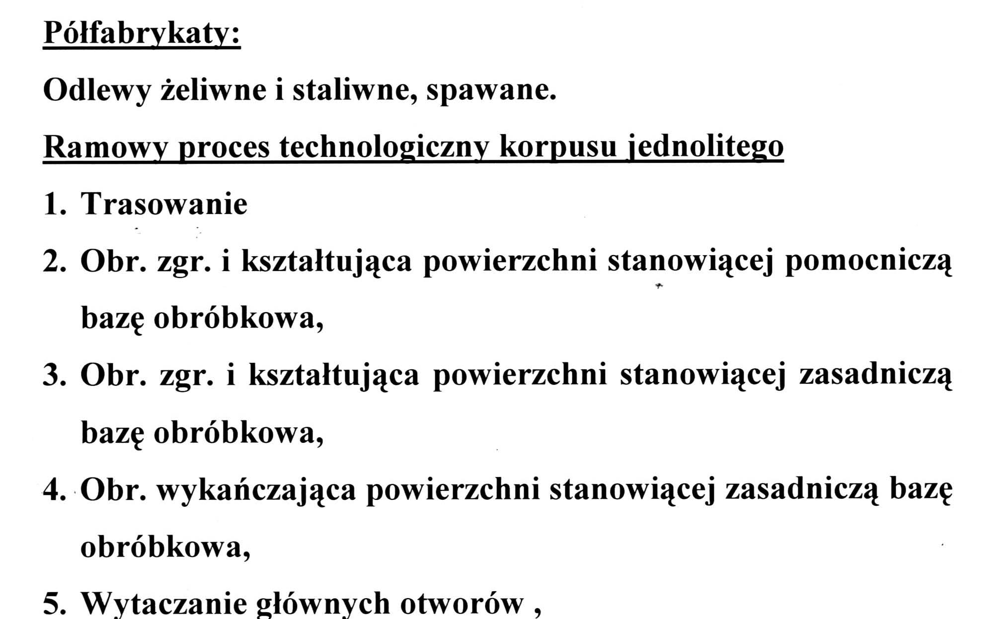 Półfabrykaty:
Odlewy żeliwne i staliwne, spawane.
Ramowy proces technologiczny korpusu jednolitego
1. Trasowanie
2. Obr. zgr. i kształtująca powierzchni stanowiącej pomocniczą
bazę obróbkowa,
3. Obr. zgr. i kształtująca powierzchni stanowiącej zasadniczą
bazę obróbkowa,
4. Obr. wykańczająca powierzchni stanowiącej zasadniczą bazę
obróbkowa,
5. Wytaczanie głównych otworów ,